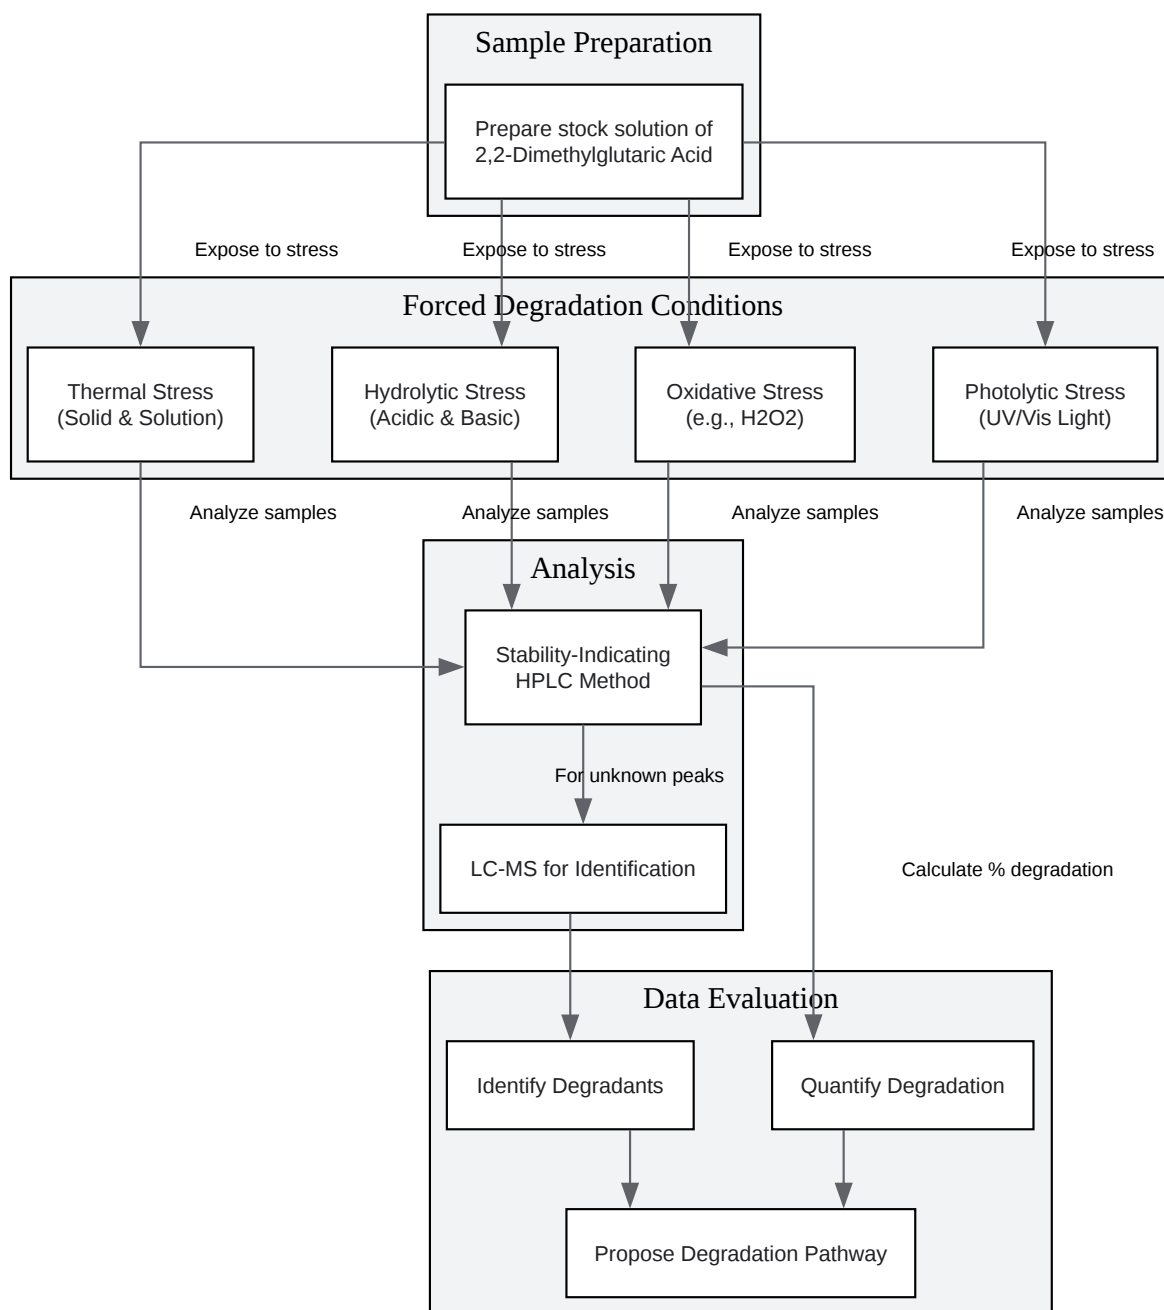 Sample Preparation
Prepare stock solution of
2,2-Dimethylglutaric Acid
Expose to stress
Expose to stress
Expose to stress
Expose to stress
Forced Degradation Conditions
Thermal Stress
(Solid & Solution)
Hydrolytic Stress
(Acidic & Basic)
Oxidative Stress
(e.g., H2O2)
Photolytic Stress
(UV/Vis Light)
Analyze samples
Analyze samples
Analyze samples
Analyze samples
Analysis
Stability-Indicating
HPLC Method
For unknown peaks
LC-MS for Identification
Calculate % degradation
Data Evaluation
Identify Degradants
Quantify Degradation
Propose Degradation Pathway